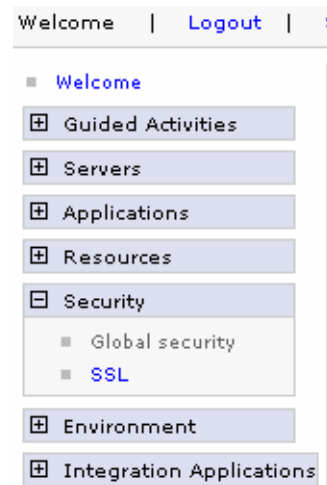 Welcome | Logout |
Welcome
Guided Activities
Servers
Applications
Resources
Security
Global security
SSL
Environment
Integration Applications